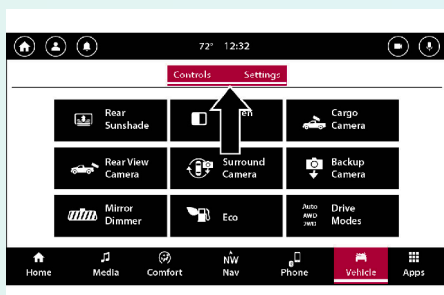 72° 12:32
Controls Settings
Rear
Sunshade
Cargo
Camera
Rear View
Camera
Surround
Camera
Backup
Camera
Mirror
Dimmer
Eco
Auto
AWD
2WD
Drive
Modes
N
W
Home Media Comfort Nav Phone Vehicle Apps